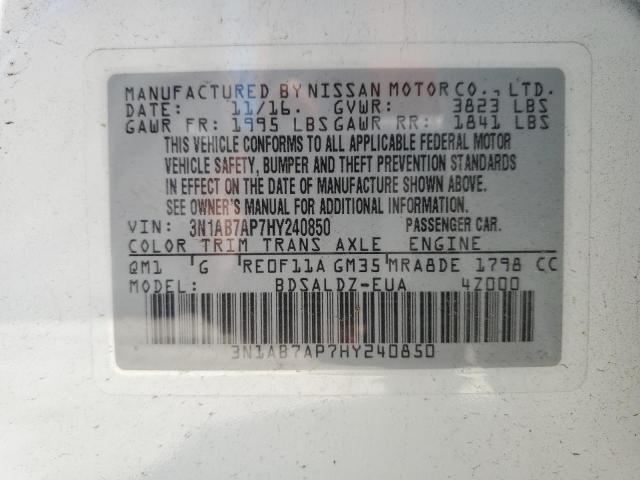 MANUFACTURED BY NISSAN MOTOR CO., LTD.
DATE: 11/16. GVWR: 3823 LBS
GAWR FR: 1995 LBS GAWR RR: 1841 LBS
THIS VEHICLE CONFORMS TO ALL APPLICABLE FEDERAL MOTOR
VEHICLE SAFETY, BUMPER AND THEFT PREVENTION STANDARDS
IN EFFECT ON THE DATE OF MANUFACTURE SHOWN ABOVE.
SEE OWNER'S MANUAL FOR ADDITIONAL INFORMATION.
VIN: 3N1AB7AP7HY240850 PASSENGER CAR.
COLOR TRIM TRANS AXLE ENGINE
QM1 G RE0F11A GM35 MRA8DE 1798 CC
MODEL: BDSALDZ-EUA 4Z000
3N1AB7AP7HY240850